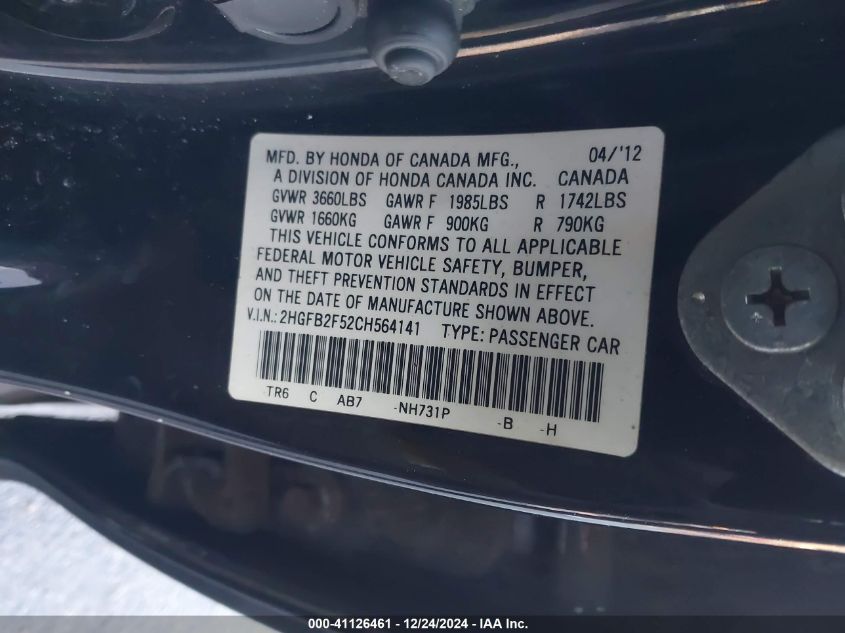 MFD. BY HONDA OF CANADA MFG., 04/'12
A DIVISION OF HONDA CANADA INC. CANADA
GVWR 3660LBS GAWR F 1985LBS R 1742LBS
GVWR 1660KG GAWR F 900KG R 790KG
THIS VEHICLE CONFORMS TO ALL APPLICABLE
FEDERAL MOTOR VEHICLE SAFETY, BUMPER,
AND THEFT PREVENTION STANDARDS IN EFFECT
ON THE DATE OF MANUFACTURE SHOWN ABOVE.
V.I.N.: 2HGFB2F52CH564141 TYPE: PASSENGER CAR
TR6 C AB7 -NH731P -B -H
000-41126461 - 12/24/2024 - IAA Inc.